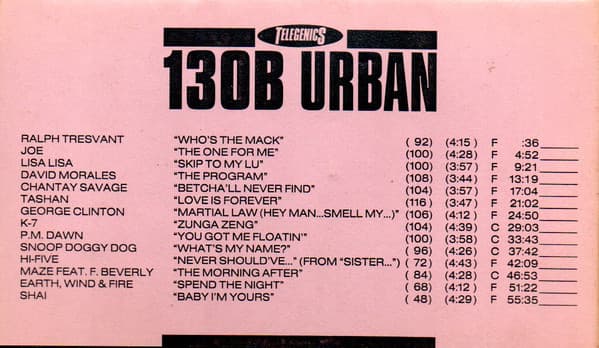 TELEGENICS
130B URBAN
RALPH TRESVANT "WHO'S THE MACK" ( 92) (4:15) F :36
JOE "THE ONE FOR ME" (100) (4:28) F 4:52
LISA LISA "SKIP TO MY LU" (100) (3:57) F 9:21
DAVID MORALES "THE PROGRAM" (108) (3:44) F 13:19
CHANTAY SAVAGE "BETCHA'LL NEVER FIND" (104) (3:57) F 17:04
TASHAN "LOVE IS FOREVER" (116) (3:47) F 21:02
GEORGE CLINTON "MARTIAL LAW (HEY MAN...SMELL MY...)" (106) (4:12) F 24:50
K-7 "ZUNGA ZENG" (104) (4:39) C 29:03
P.M. DAWN "YOU GOT ME FLOATIN'" (100) (3:58) C 33:43
SNOOP DOGGY DOG "WHAT'S MY NAME?" ( 96) (4:26) C 37:42
HI-FIVE "NEVER SHOULD'VE..." (FROM "SISTER...") ( 72) (4:43) F 42:09
MAZE FEAT. F. BEVERLY "THE MORNING AFTER" ( 84) (4:28) C 46:53
EARTH, WIND & FIRE "SPEND THE NIGHT" ( 68) (4:12) F 51:22
SHAI "BABY I'M YOURS" ( 48) (4:29) F 55:35